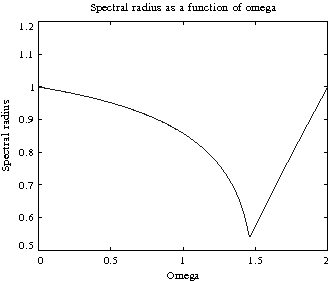 Spectral radius as a function of omega
1.2
1.1
1
0.9
0.8
0.7
0.6
0.5
Spectral radius
0 0.5 1 1.5 2
Omega